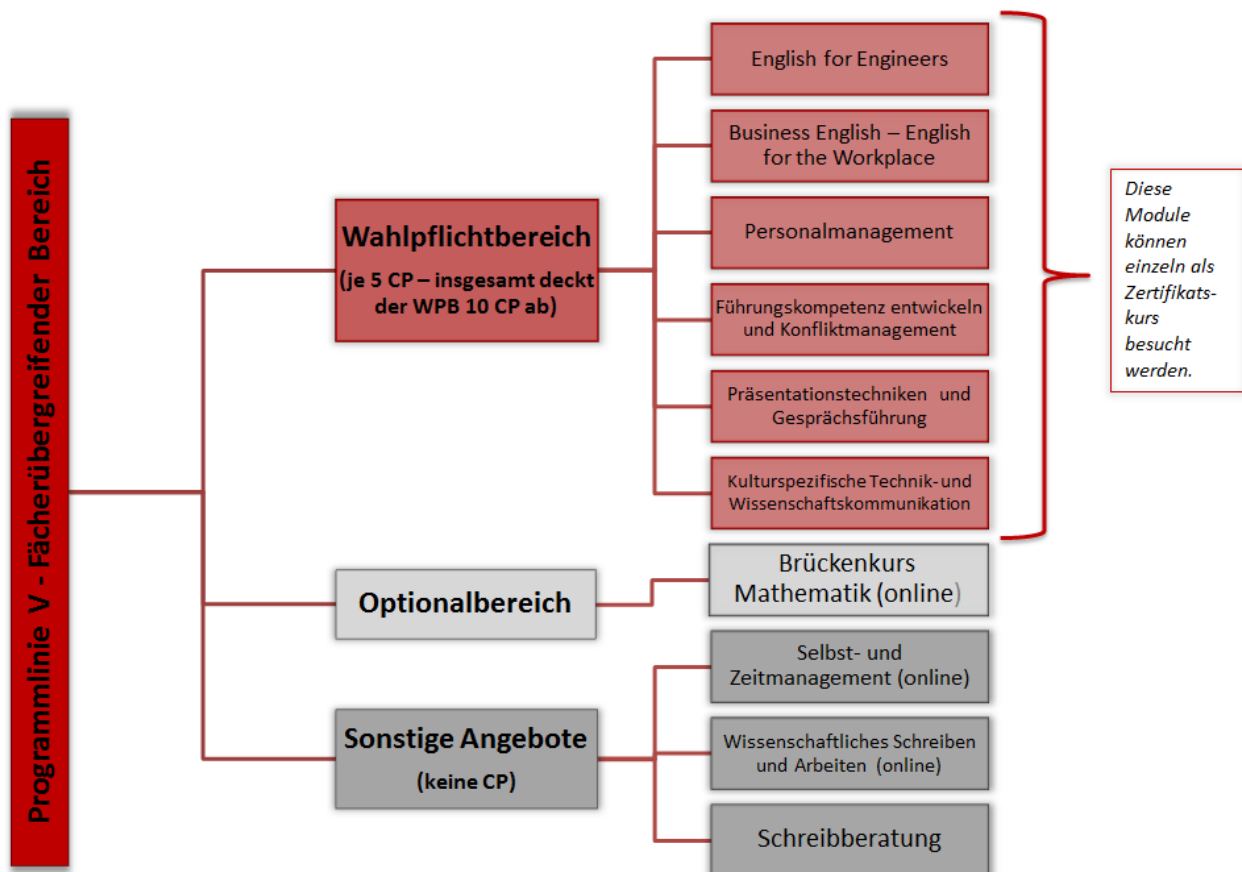 Programmlinie V - Fächerübergreifender Bereich
Wahlpflichtbereich
(je 5 CP – insgesamt deckt
der WPB 10 CP ab)
English for Engineers
Business English – English
for the Workplace
Personalmanagement
Führungskompetenz entwickeln
und Konfliktmanagement
Präsentationstechniken und
Gesprächsführung
Kulturspezifische Technik- und
Wissenschaftskommunikation
Diese
Module
können
einzeln als
Zertifikats-
kurs
besucht
werden.
Optionalbereich
Brückenkurs
Mathematik (online)
Sonstige Angebote
(keine CP)
Selbst- und
Zeitmanagement (online)
Wissenschaftliches Schreiben
und Arbeiten (online)
Schreibberatung